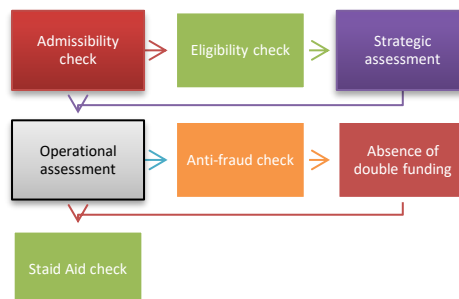 Admissibility
check
Eligibility check
Strategic
assessment
Operational
assessment
Anti-fraud check
Absence of
double funding
Staid Aid check